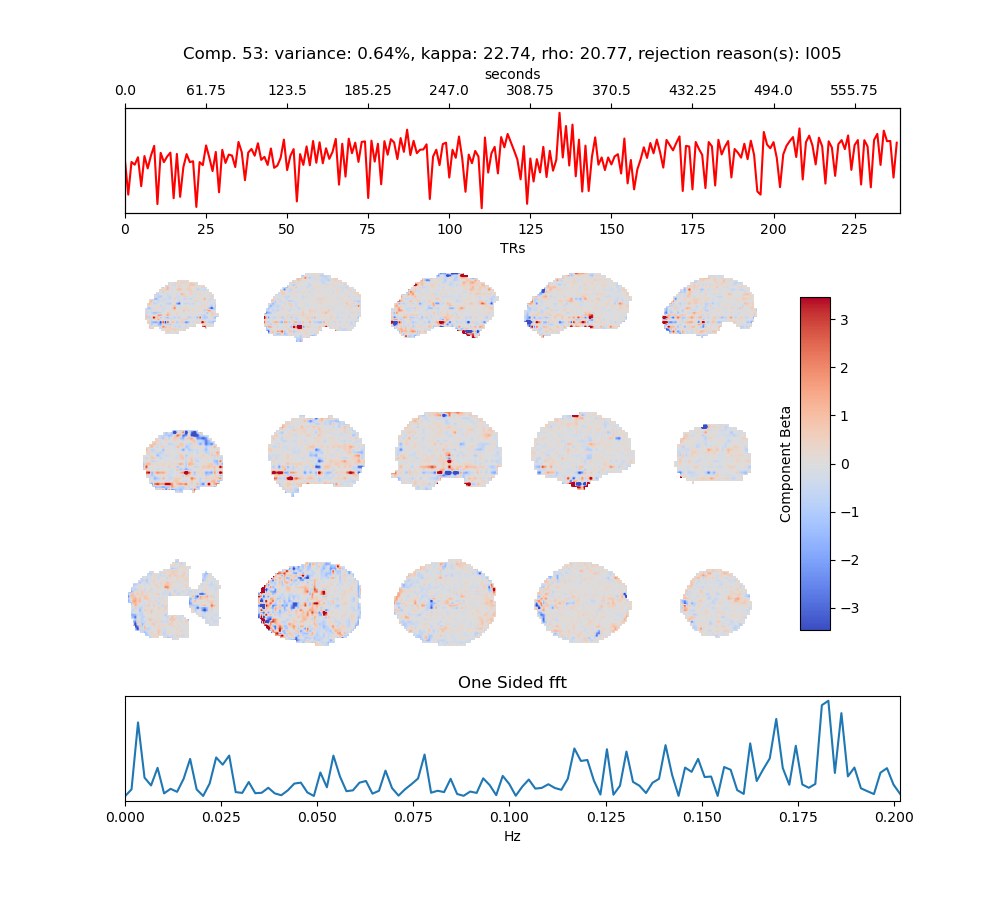 Comp. 53: variance: 0.64%, kappa: 22.74, rho: 20.77, rejection reason(s): I005
seconds
0.0 61.75 123.5 185.25 247.0 308.75 370.5 432.25 494.0 555.75
0 25 50 75 100 125 150 175 200 225
TRs
3
2
1
0
−1
−2
−3
Component Beta
One Sided fft
0.000 0.025 0.050 0.075 0.100 0.125 0.150 0.175 0.200
Hz